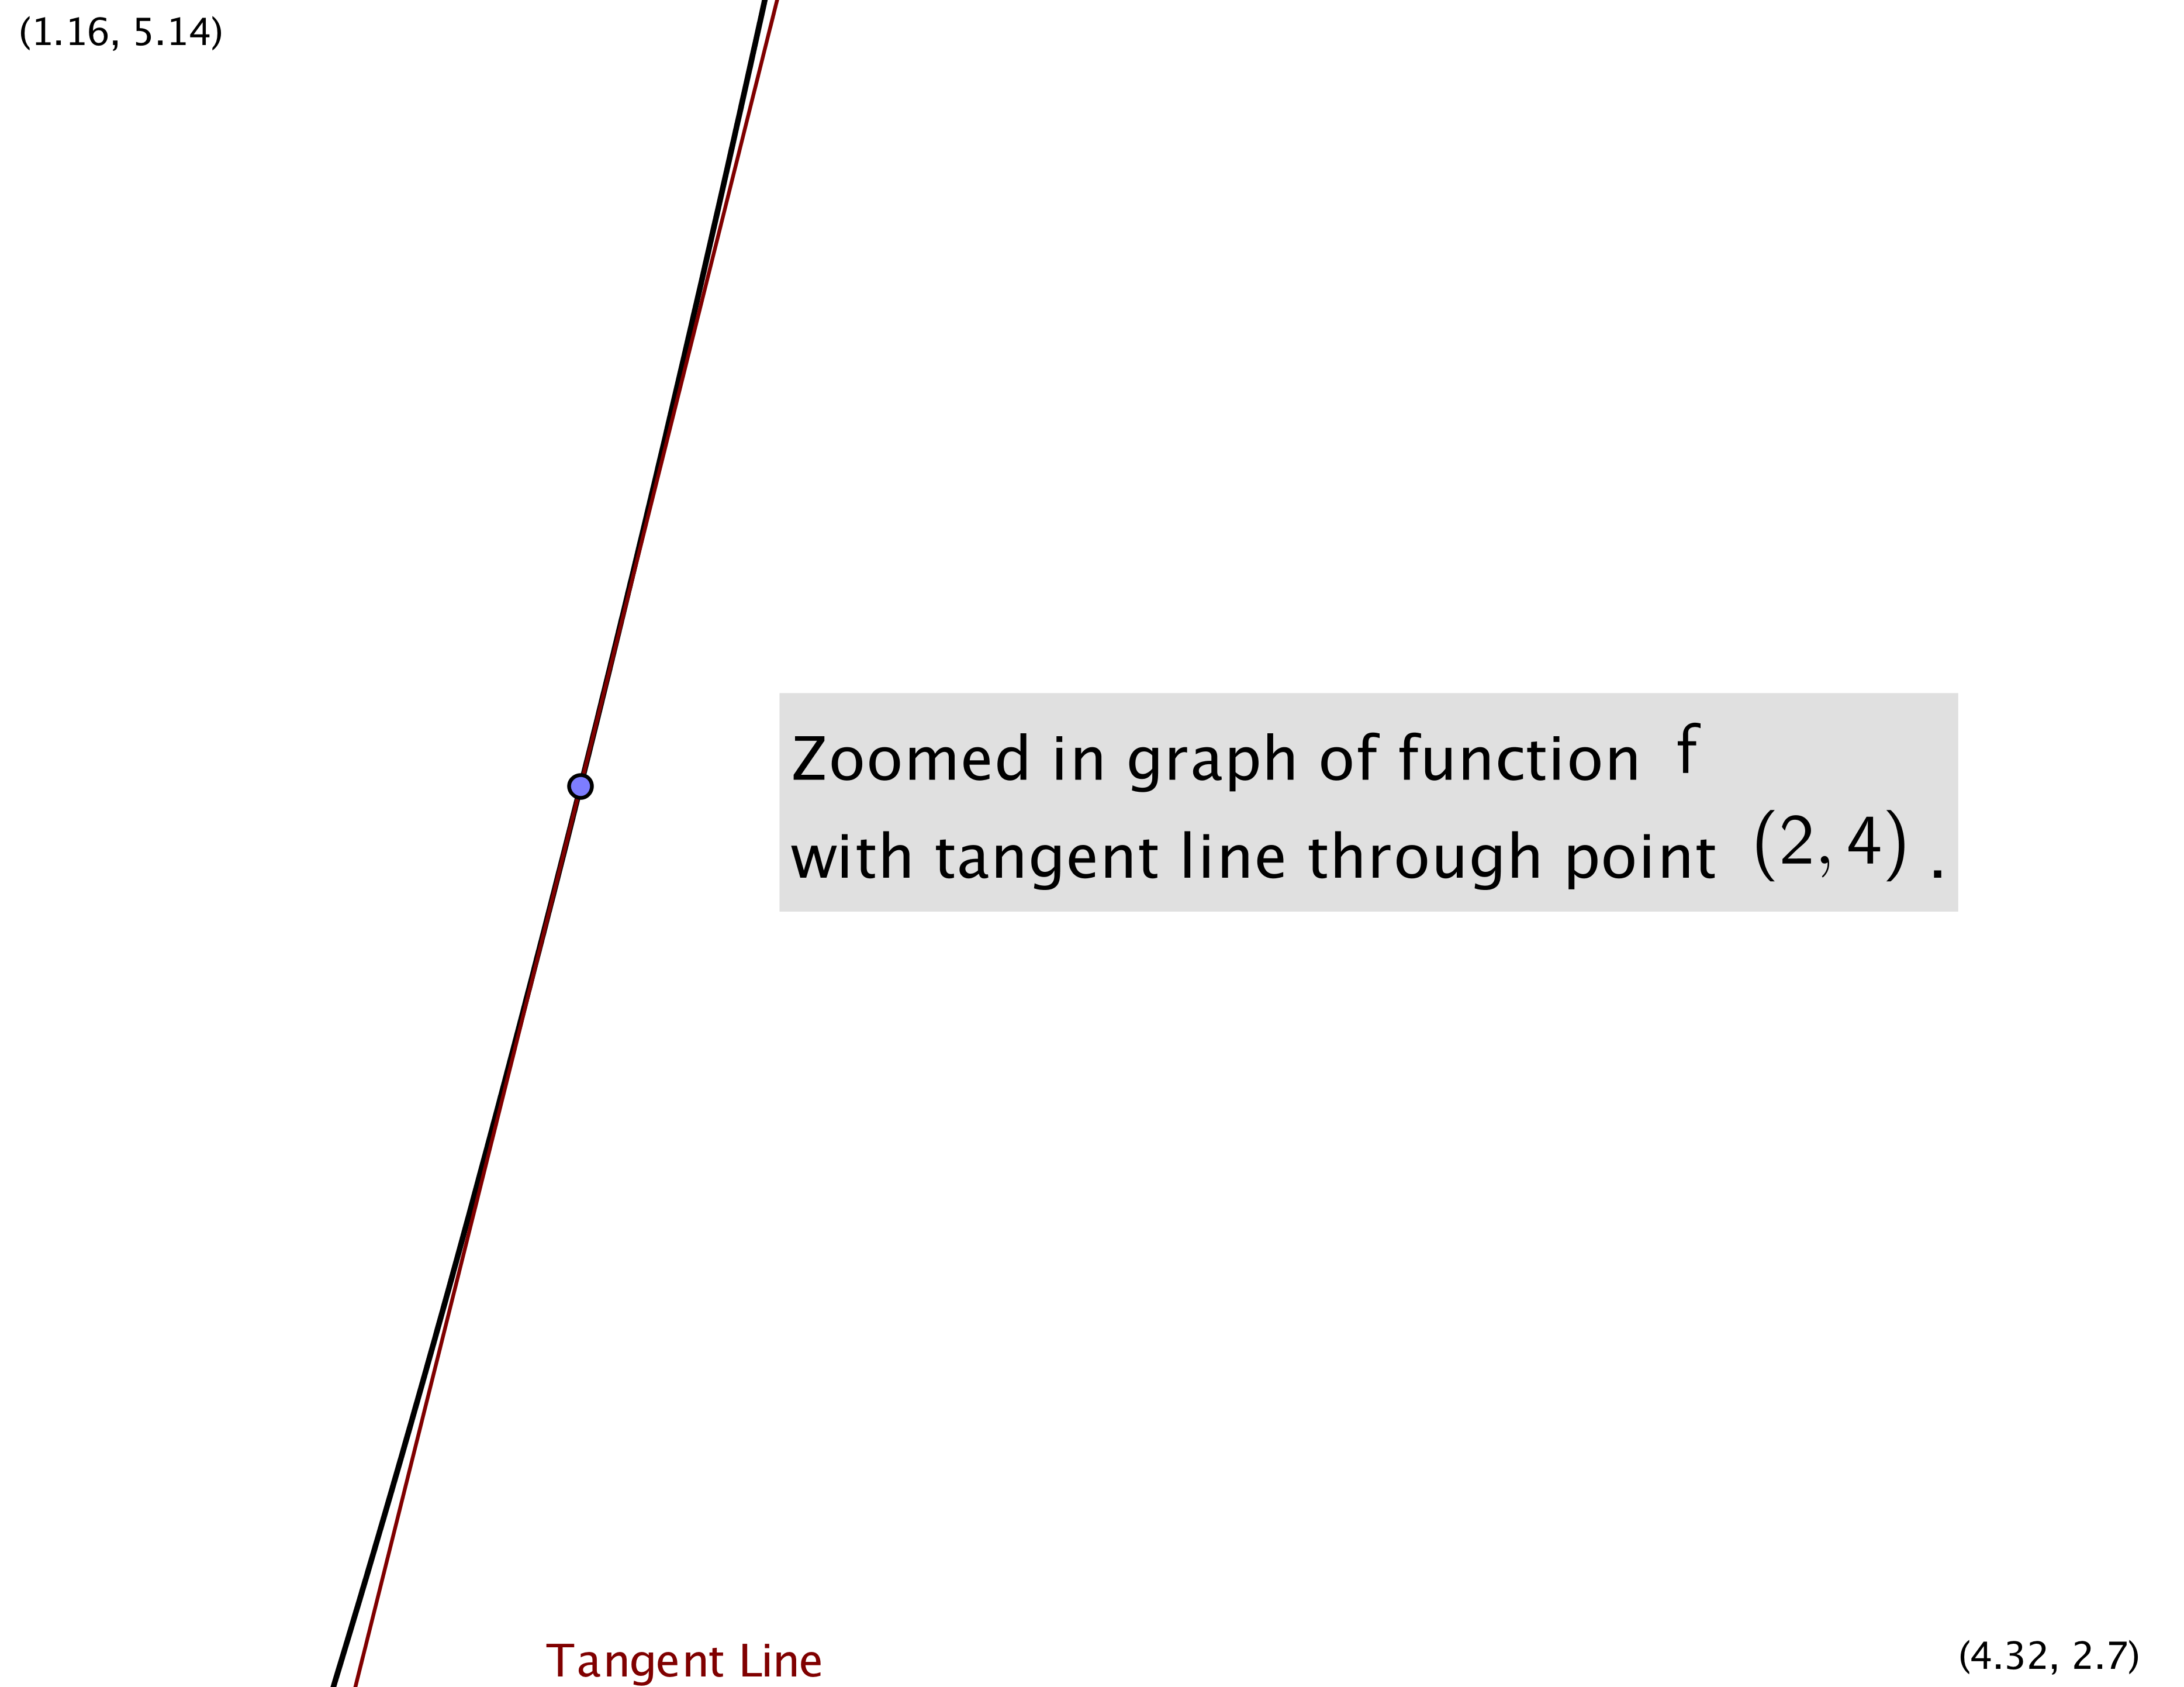 (1.16, 5.14)
Zoomed in graph of function f
with tangent line through point (2, 4) .
Tangent Line
(4.32, 2.7)